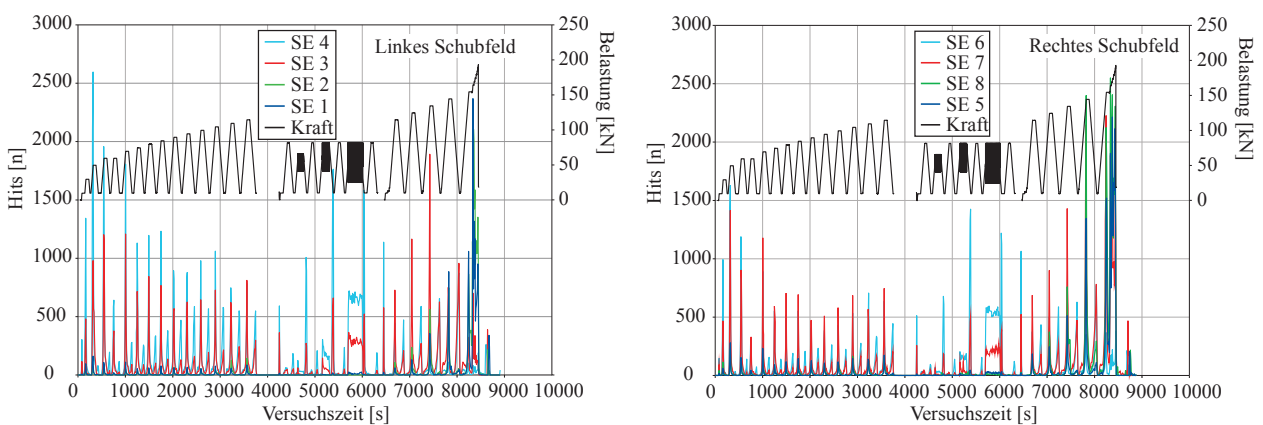 3000
2500
2000
1500
1000
500
0
Hits [n]
SE 4
SE 3
SE 2
SE 1
Kraft
Linkes Schubfeld
250
200
150
100
50
0
Belastung [kN]
0 1000 2000 3000 4000 5000 6000 7000 8000 9000 10000
Versuchszeit [s]
3000
2500
2000
1500
1000
500
0
Hits [n]
SE 6
SE 7
SE 8
SE 5
Kraft
Rechtes Schubfeld
250
200
150
100
50
0
Belastung [kN]
0 1000 2000 3000 4000 5000 6000 7000 8000 9000 10000
Versuchszeit [s]